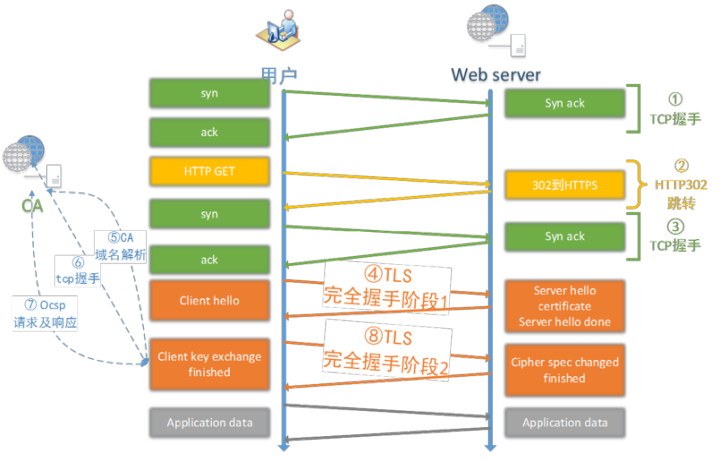 用户
Web server
syn
Syn ack
①
TCP握手
ack
HTTP GET
302到HTTPS
②
HTTP302
跳转
CA
syn
Syn ack
③
TCP握手
⑤CA
域名解析
⑥
tcp握手
ack
⑦ Ocsp
请求及响应
Client hello
④TLS
完全握手阶段1
Server hello
certificate
Server hello done
⑧TLS
完全握手阶段2
Client key exchange
finished
Cipher spec changed
finished
Application data
Application data